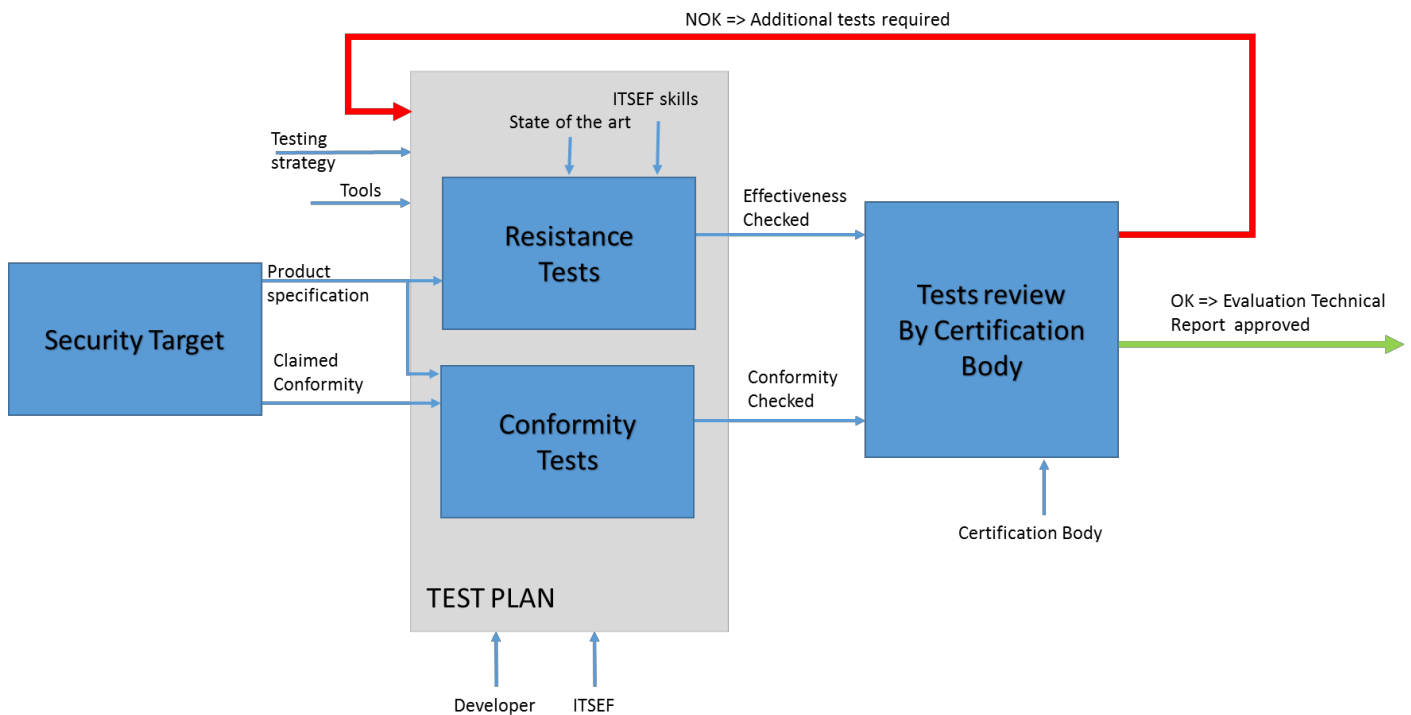 NOK => Additional tests required
ITSEF skills
State of the art
Testing
strategy
Tools
Resistance
Tests
Effectiveness
Checked
Product
specification
Security Target
Claimed
Conformity
Conformity
Tests
Conformity
Checked
Tests review
By Certification
Body
OK => Evaluation Technical
Report approved
Certification Body
TEST PLAN
Developer
ITSEF